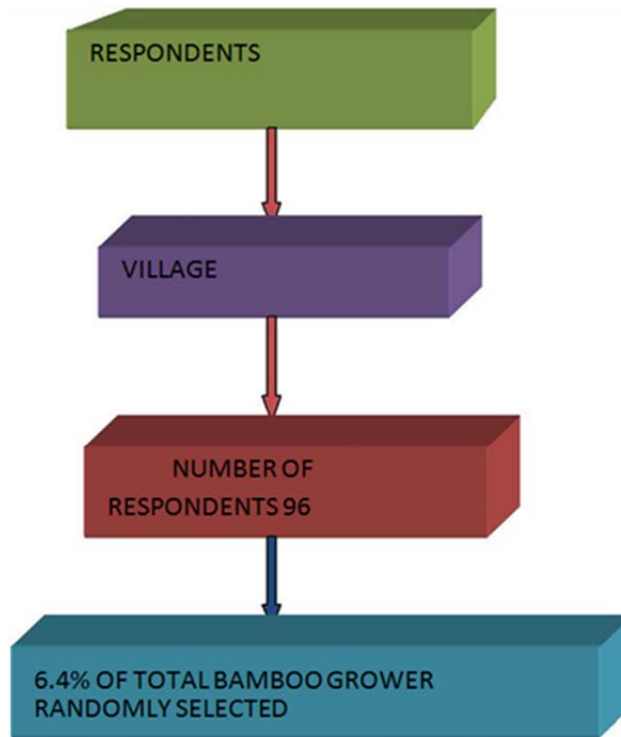 RESPONDENTS
VILLAGE
NUMBER OF
RESPONDENTS 96
6.4% OF TOTAL BAMBOO GROWER
RANDOMLY SELECTED